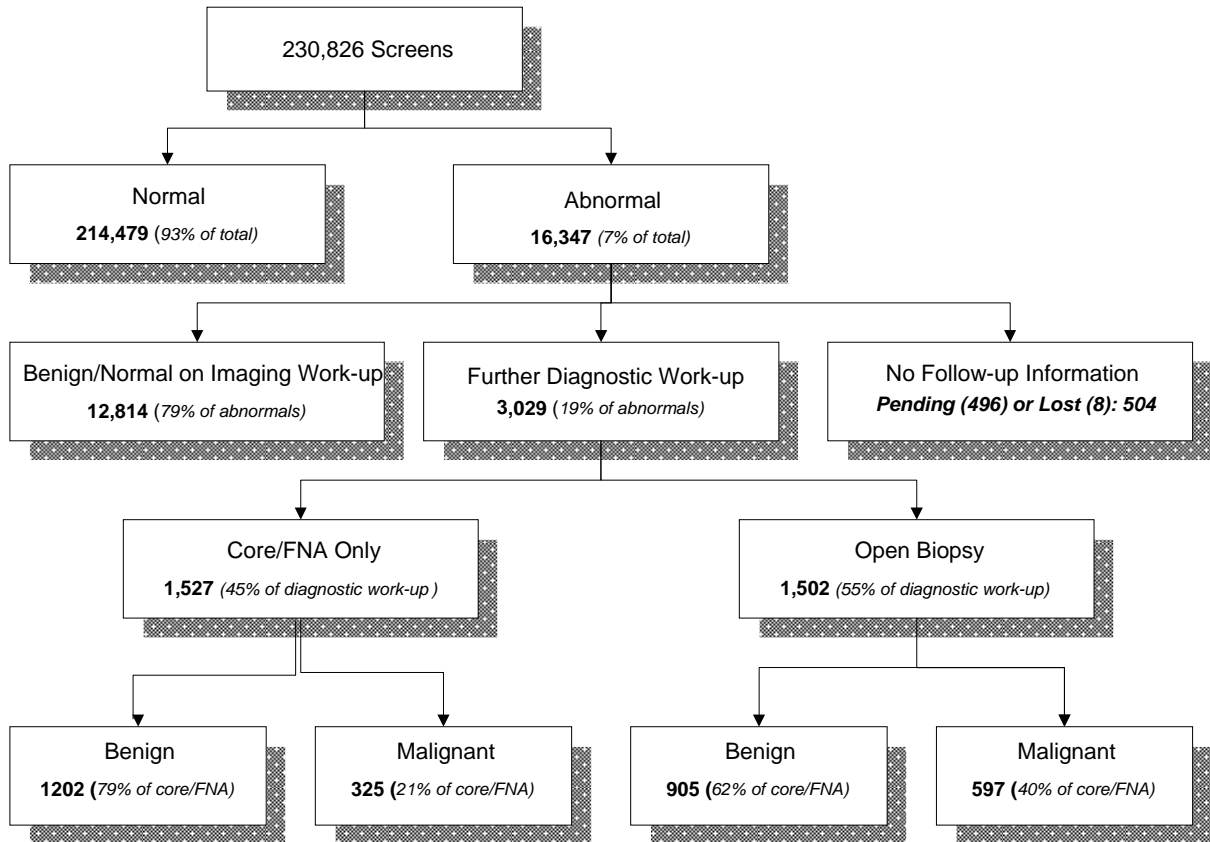 230,826 Screens
Normal
214,479 (93% of total)
Abnormal
16,347 (7% of total)
Benign/Normal on Imaging Work-up
12,814 (79% of abnormals)
Further Diagnostic Work-up
3,029 (19% of abnormals)
No Follow-up Information
Pending (496) or Lost (8): 504
Core/FNA Only
1,527 (45% of diagnostic work-up )
Open Biopsy
1,502 (55% of diagnostic work-up)
Benign
1202 (79% of core/FNA)
Malignant
325 (21% of core/FNA)
Benign
905 (62% of core/FNA)
Malignant
597 (40% of core/FNA)